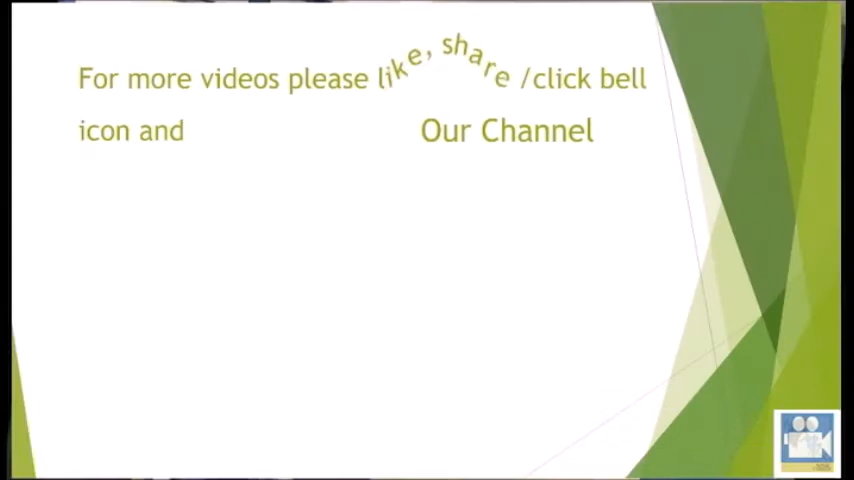 For more videos please like, share /click bell
icon and Our Channel